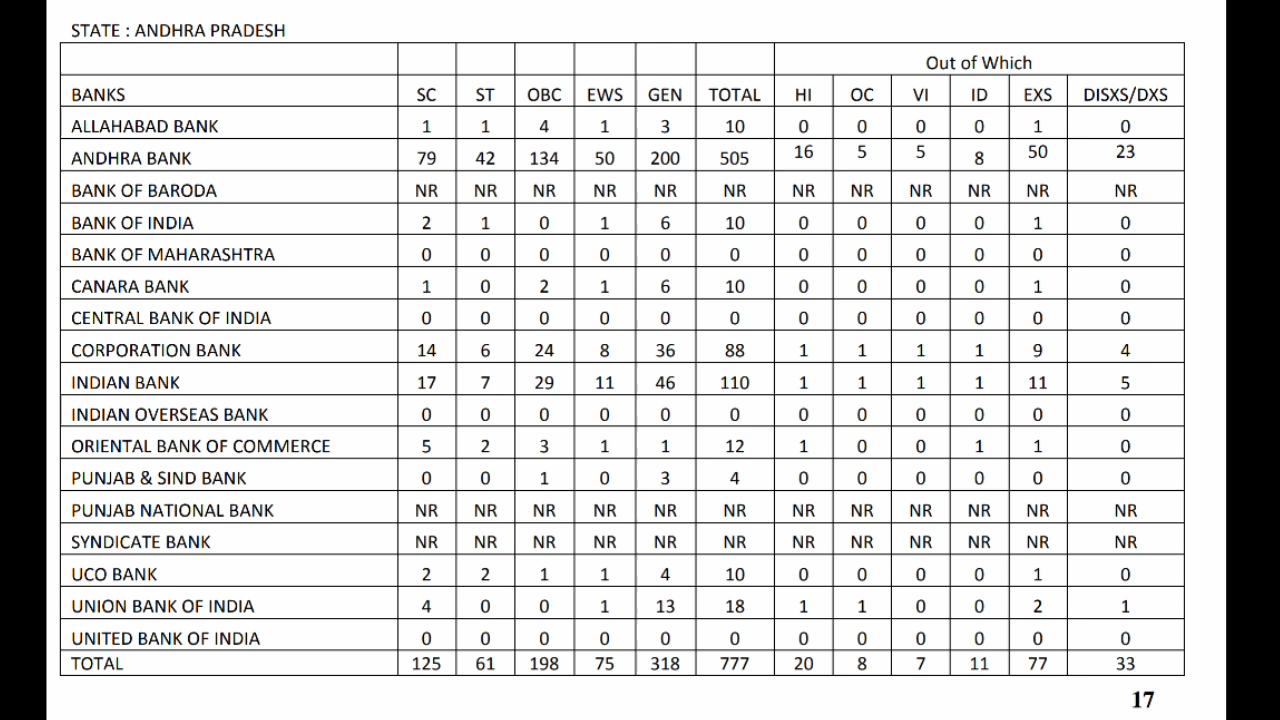 STATE : ANDHRA PRADESH
Out of Which
BANKS SC ST OBC EWS GEN TOTAL HI OC VI ID EXS DISXS/DXS
ALLAHABAD BANK 1 1 4 1 3 10 0 0 0 0 1 0
ANDHRA BANK 79 42 134 50 200 505 16 5 5 8 50 23
BANK OF BARODA NR NR NR NR NR NR NR NR NR NR NR NR
BANK OF INDIA 2 1 0 1 6 10 0 0 0 0 1 0
BANK OF MAHARASHTRA 0 0 0 0 0 0 0 0 0 0 0 0
CANARA BANK 1 0 2 1 6 10 0 0 0 0 1 0
CENTRAL BANK OF INDIA 0 0 0 0 0 0 0 0 0 0 0 0
CORPORATION BANK 14 6 24 8 36 88 1 1 1 1 9 4
INDIAN BANK 17 7 29 11 46 110 1 1 1 1 11 5
INDIAN OVERSEAS BANK 0 0 0 0 0 0 0 0 0 0 0 0
ORIENTAL BANK OF COMMERCE 5 2 3 1 1 12 1 0 0 1 1 0
PUNJAB & SIND BANK 0 0 1 0 3 4 0 0 0 0 0 0
PUNJAB NATIONAL BANK NR NR NR NR NR NR NR NR NR NR NR NR
SYNDICATE BANK NR NR NR NR NR NR NR NR NR NR NR NR
UCO BANK 2 2 1 1 4 10 0 0 0 0 1 0
UNION BANK OF INDIA 4 0 0 1 13 18 1 1 0 0 2 1
UNITED BANK OF INDIA 0 0 0 0 0 0 0 0 0 0 0 0
TOTAL 125 61 198 75 318 777 20 8 7 11 77 33
17